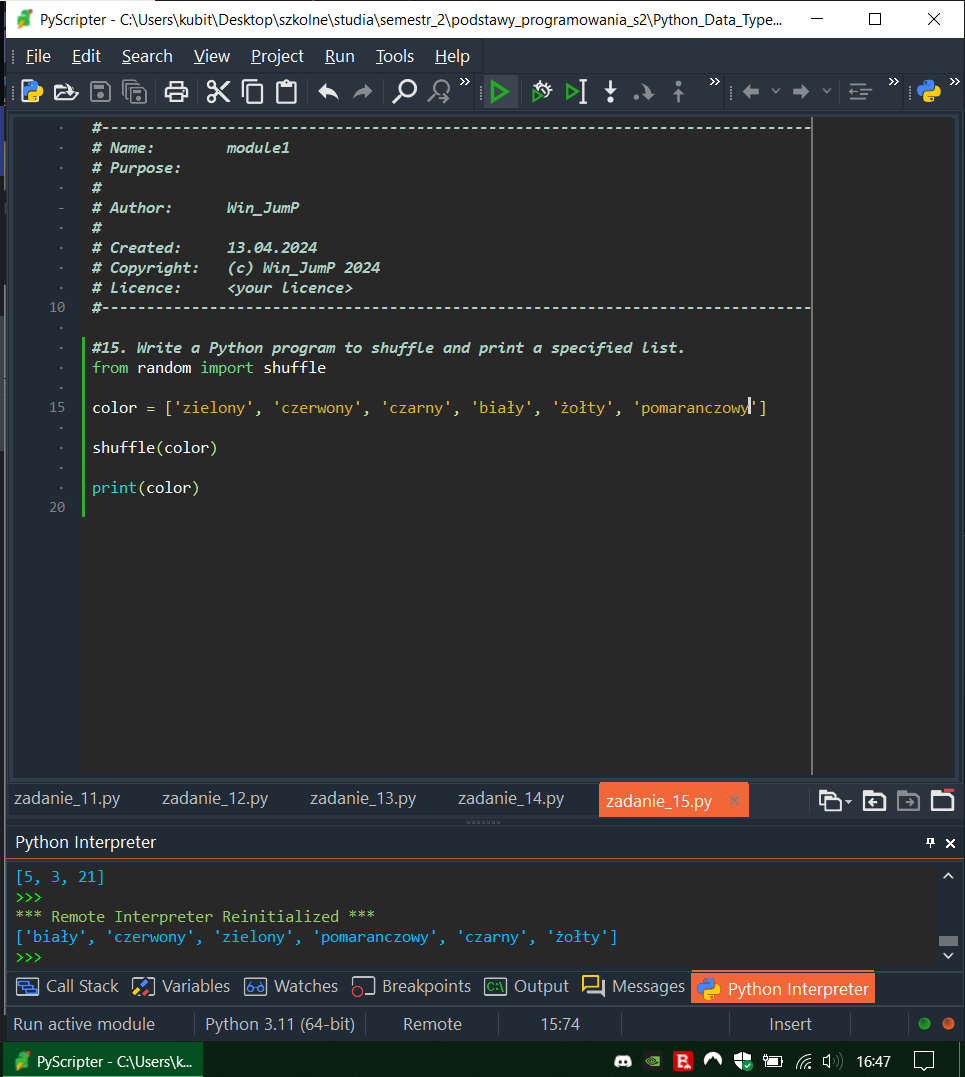 PyScripter - C:\Users\kubit\Desktop\szkolne\studia\semestr_2\podstawy_programowania_s2\Python_Data_Type...
File Edit Search View Project Run Tools Help
#-------------------------------------------------------------------------------
# Name:        module1
# Purpose:
#
# Author:      Win_JumP
#
# Created:     13.04.2024
# Copyright:   (c) Win_JumP 2024
# Licence:     <your licence>
10 #-------------------------------------------------------------------------------
#15. Write a Python program to shuffle and print a specified list.
from random import shuffle
15 color = ['zielony', 'czerwony', 'czarny', 'biały', 'żołty', 'pomaranczowy']
shuffle(color)
print(color)
20
zadanie_11.py zadanie_12.py zadanie_13.py zadanie_14.py zadanie_15.py
Python Interpreter
[5, 3, 21]
>>>
*** Remote Interpreter Reinitialized ***
['biały', 'czerwony', 'zielony', 'pomaranczowy', 'czarny', 'żołty']
>>>
Call Stack Variables Watches Breakpoints C:\ Output Messages Python Interpreter
Run active module Python 3.11 (64-bit) Remote 15:74 Insert
PyScripter - C:\Users\k... 16:47